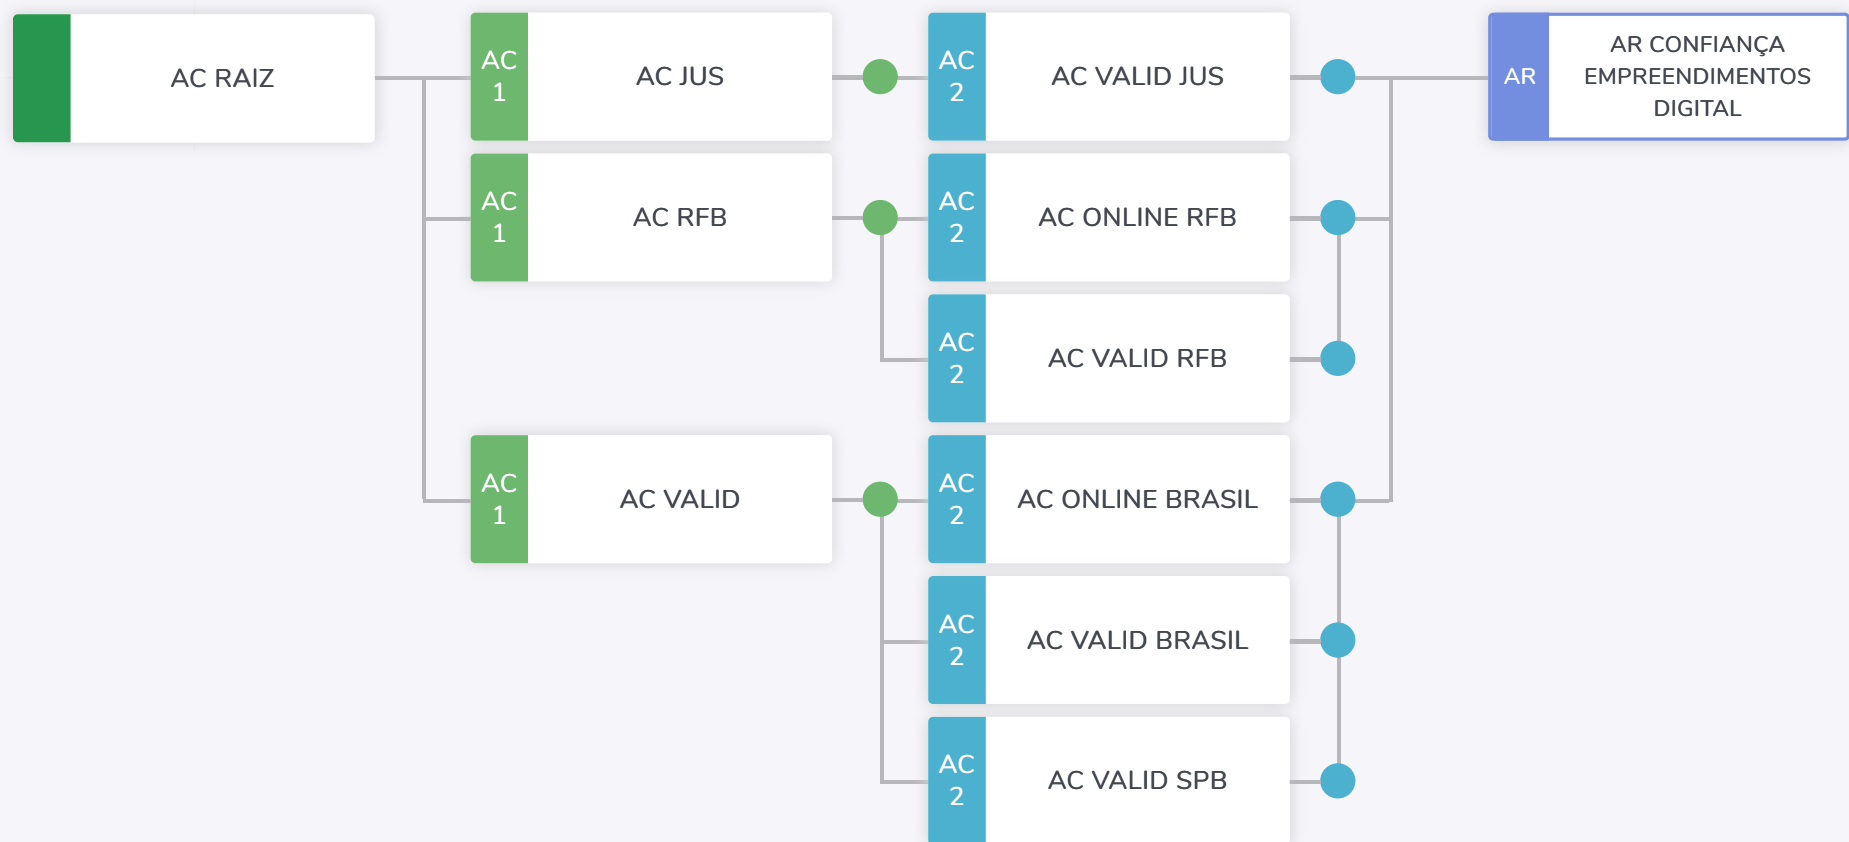 AC RAIZ
AC
1
AC JUS
AC
2
AC VALID JUS
AR
AR CONFIANÇA
EMPREENDIMENTOS
DIGITAL
AC
1
AC RFB
AC
2
AC ONLINE RFB
AC
2
AC VALID RFB
AC
1
AC VALID
AC
2
AC ONLINE BRASIL
AC
2
AC VALID BRASIL
AC
2
AC VALID SPB